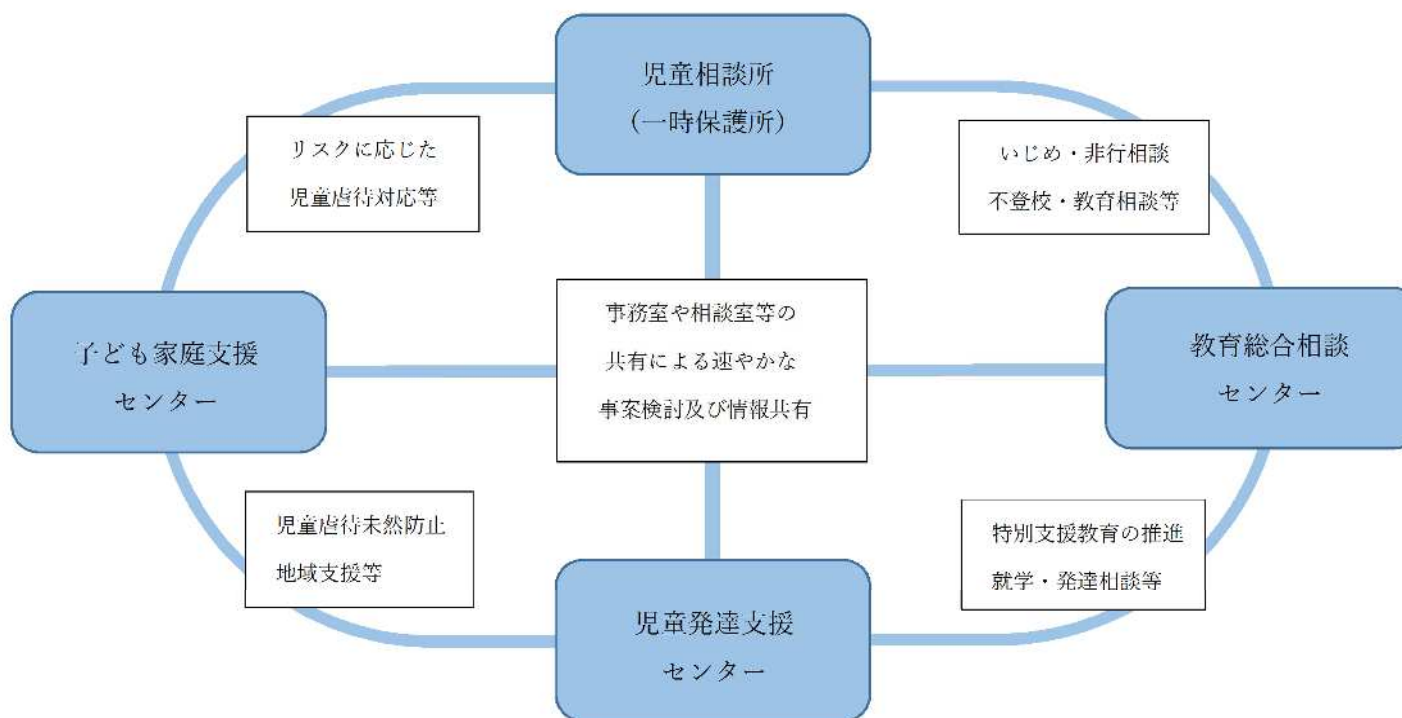 児童相談所
（一時保護所）
リスクに応じた
児童虐待対応等
いじめ・非行相談
不登校・教育相談等
子ども家庭支援
センター
事務室や相談室等の
共有による速やかな
事案検討及び情報共有
教育総合相談
センター
児童虐待未然防止
地域支援等
特別支援教育の推進
就学・発達相談等
児童発達支援
センター